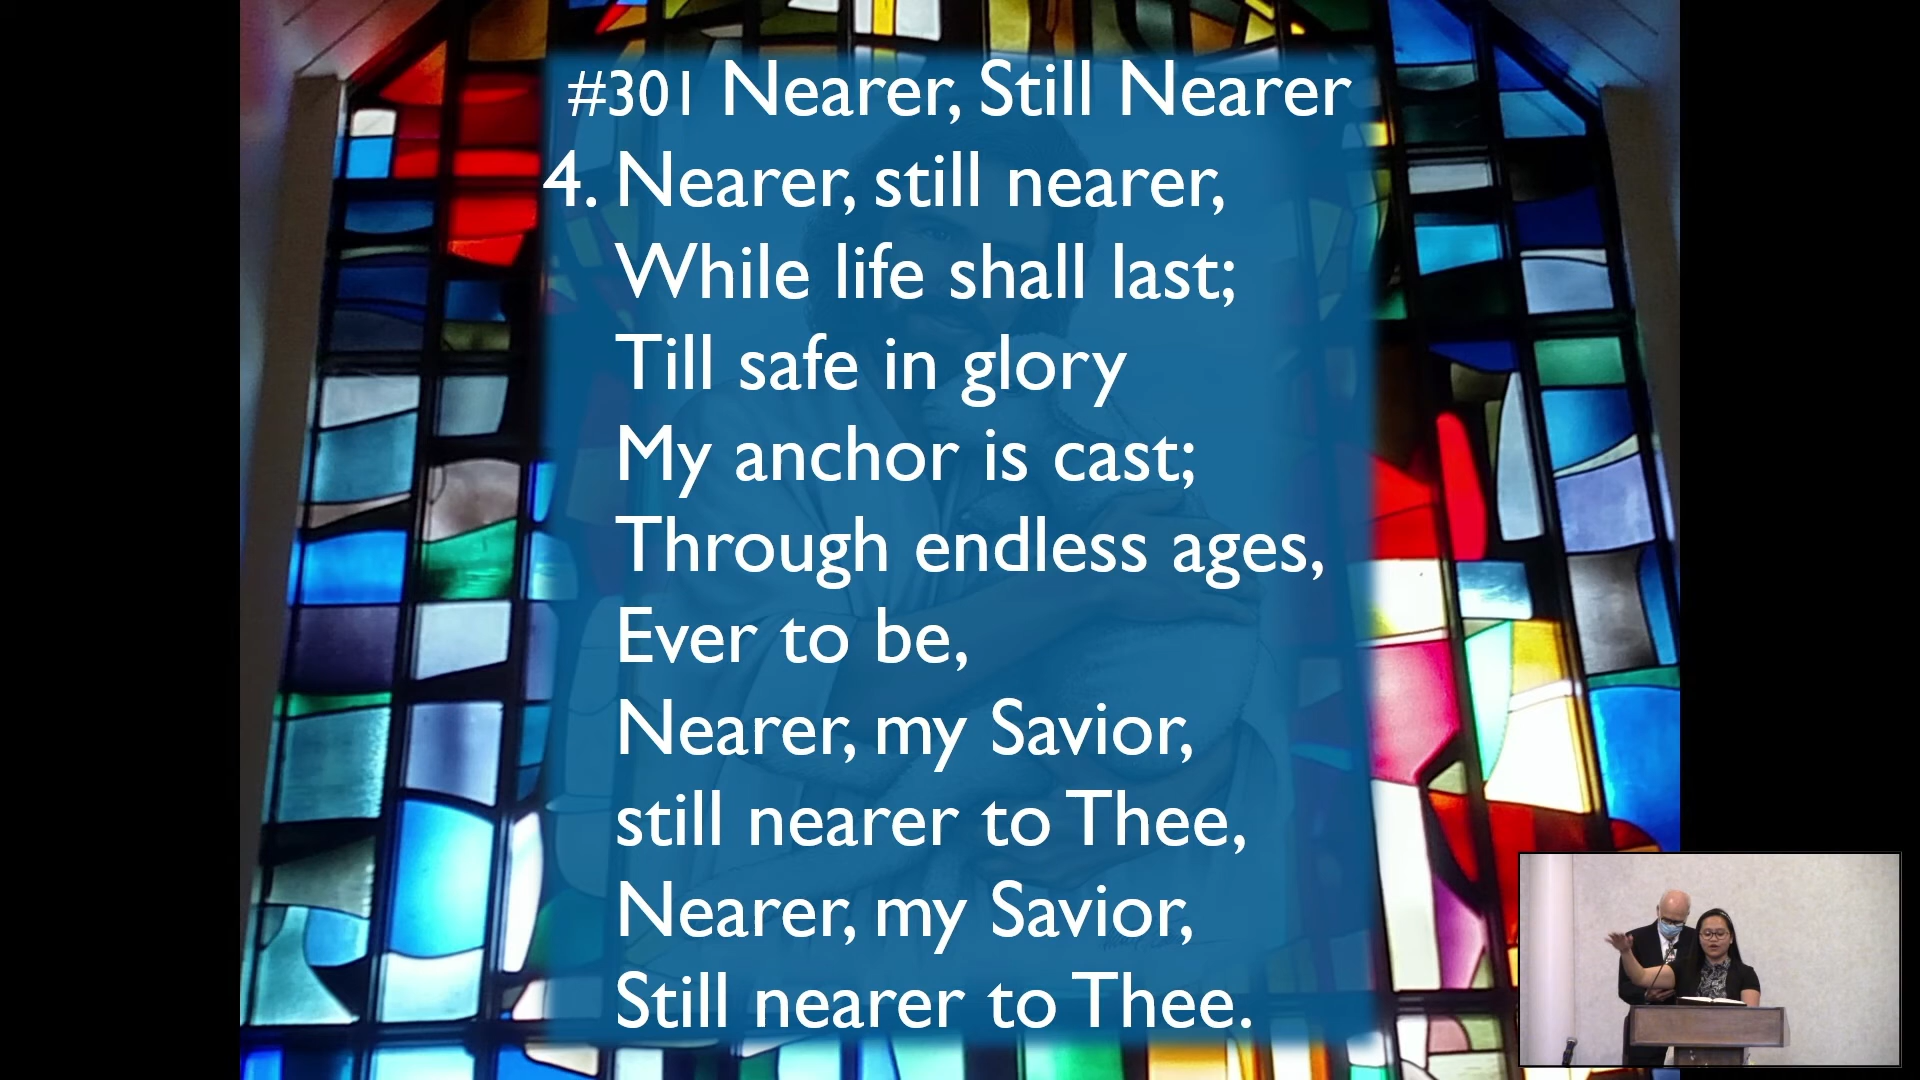 #301 Nearer, Still Nearer
4. Nearer, still nearer,
While life shall last;
Till safe in glory
My anchor is cast;
Through endless ages,
Ever to be,
Nearer, my Savior,
still nearer to Thee,
Nearer, my Savior,
Still nearer to Thee.